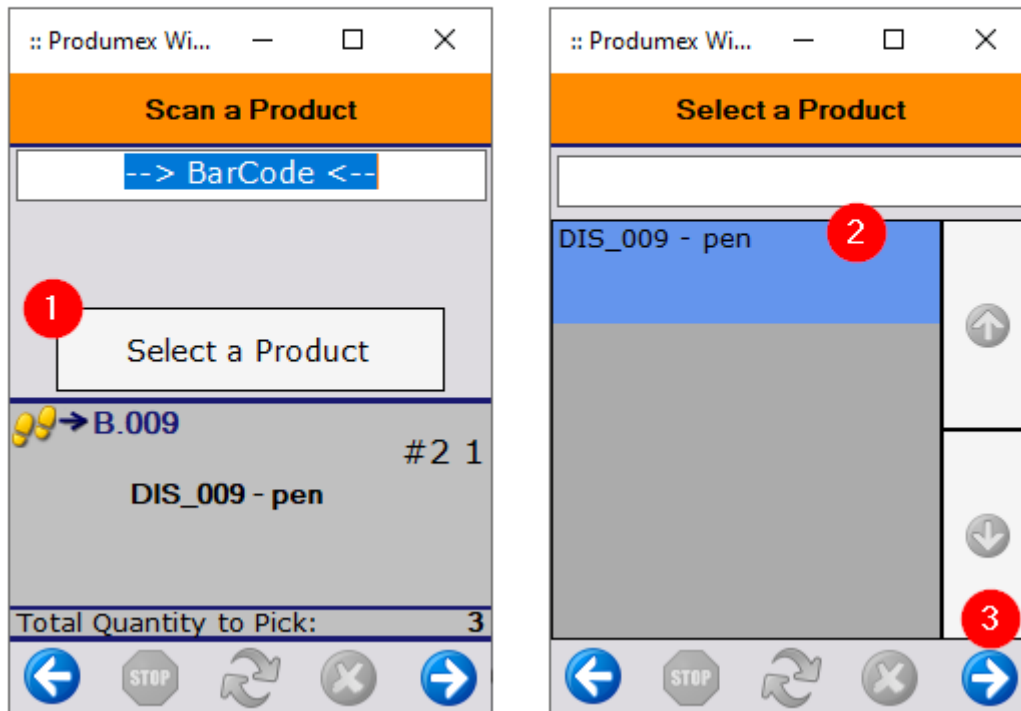 :: Produmex Wi...
Scan a Product
--> BarCode <--
1
Select a Product
B.009
#2 1
DIS_009 - pen
Total Quantity to Pick: 3
STOP
:: Produmex Wi...
Select a Product
DIS_009 - pen
2
3
STOP